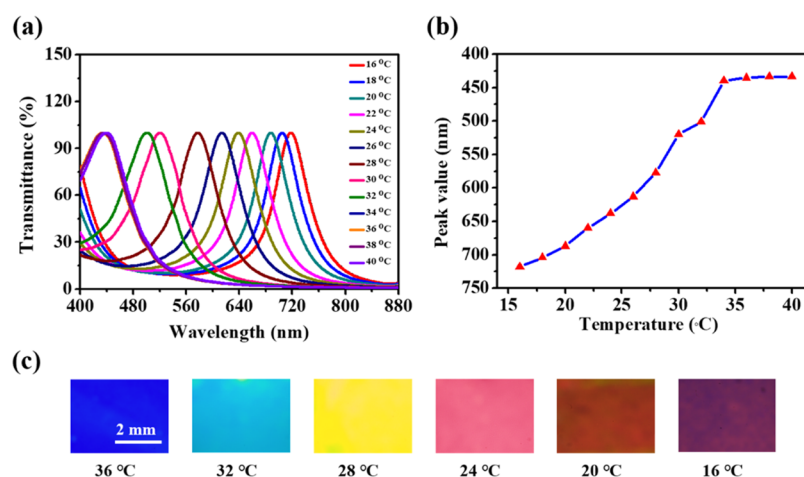 (a)
150
120
90
60
30
0
Transmittance (%)
400
480
560
640
720
800
880
Wavelength (nm)
16 °C
18 °C
20 °C
22 °C
24 °C
26 °C
28 °C
30 °C
32 °C
34 °C
36 °C
38 °C
40 °C
(b)
400
450
500
550
600
650
700
750
Peak value (nm)
15
20
25
30
35
40
Temperature (◦C)
(c)
2 mm
36 °C
32 °C
28 °C
24 °C
20 °C
16 °C